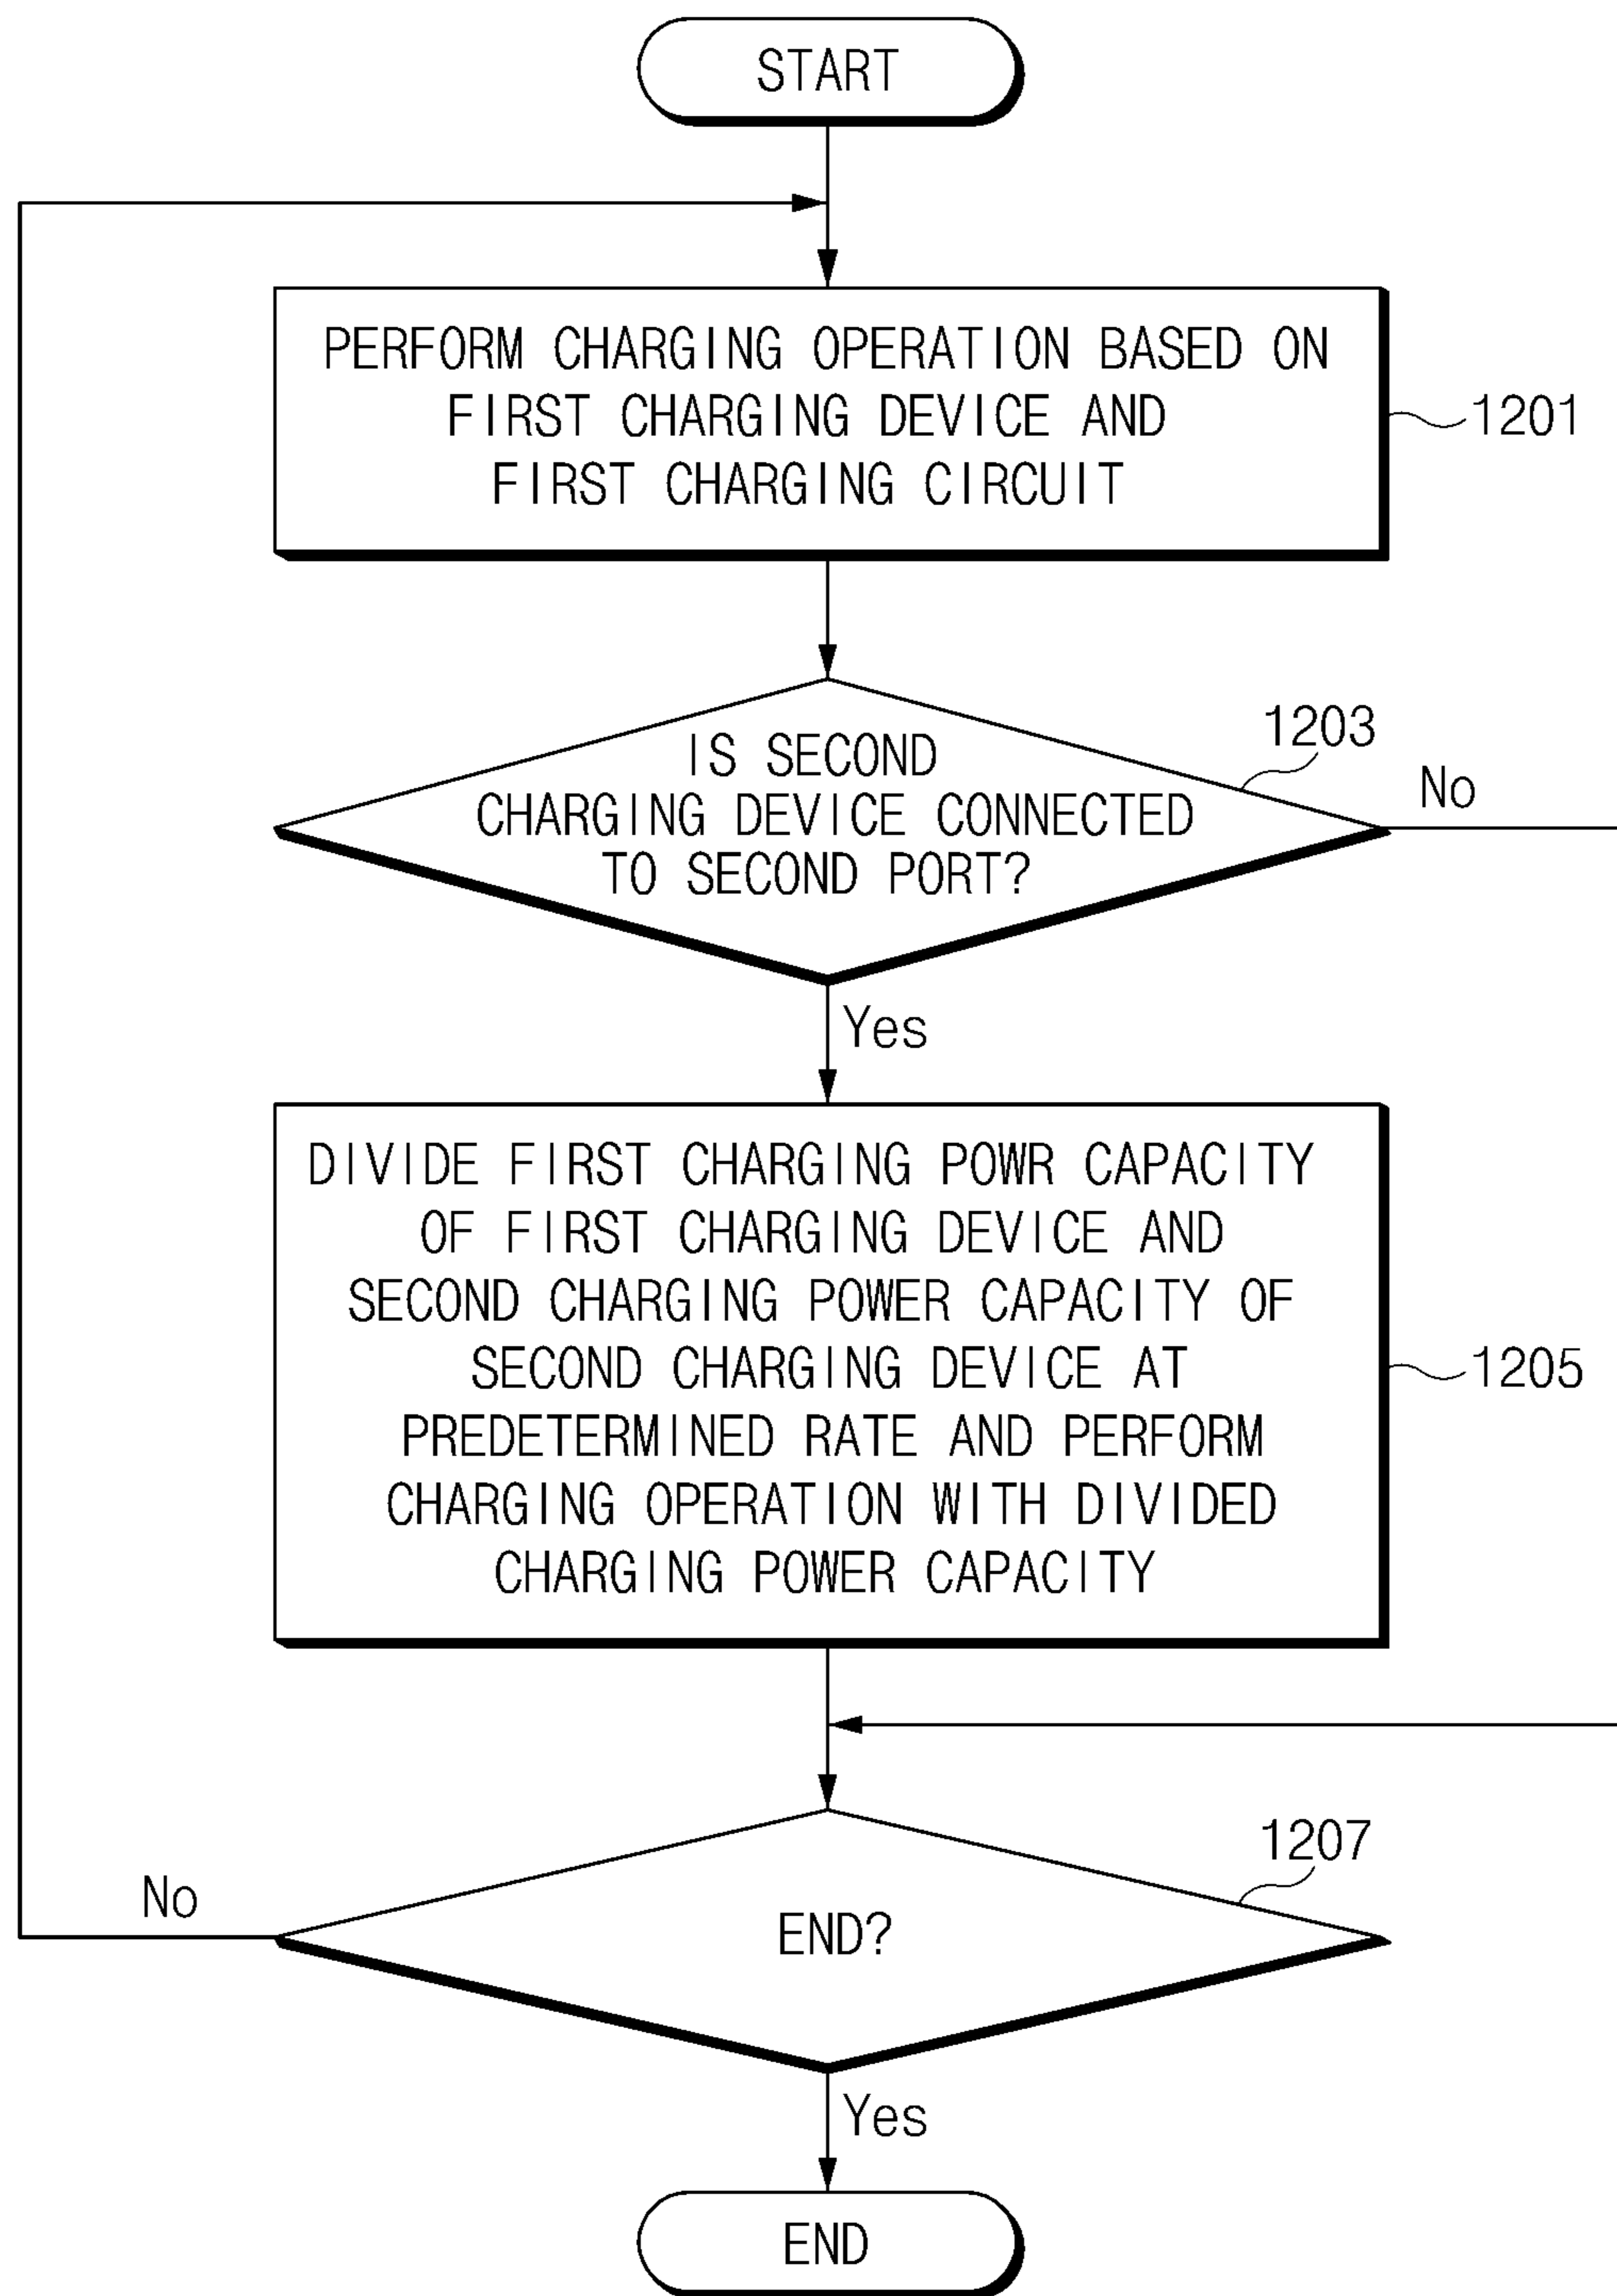 START
PERFORM CHARGING OPERATION BASED ON
FIRST CHARGING DEVICE AND
FIRST CHARGING CIRCUIT
1201
IS SECOND
CHARGING DEVICE CONNECTED
TO SECOND PORT?
1203
No
Yes
DIVIDE FIRST CHARGING POWR CAPACITY
OF FIRST CHARGING DEVICE AND
SECOND CHARGING POWER CAPACITY OF
SECOND CHARGING DEVICE AT
PREDETERMINED RATE AND PERFORM
CHARGING OPERATION WITH DIVIDED
CHARGING POWER CAPACITY
1205
END?
1207
No
Yes
END